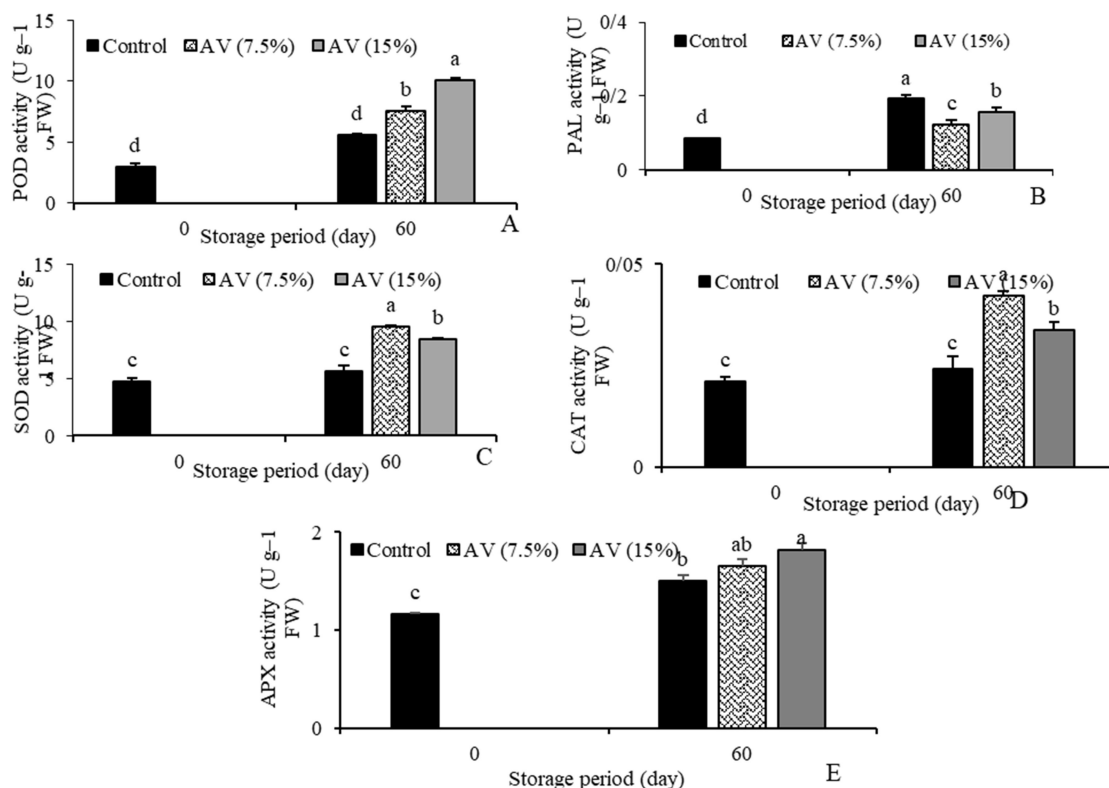 15
10
5
0
POD activity (U g–1
FW)
Control AV (7.5%) AV (15%)
d
d
b
a
0
60
Storage period (day)
A
0/4
0/2
0
PAL activity (U
g–1 FW)
Control AV (7.5%) AV (15%)
d
a
c
b
0
60
Storage period (day)
B
15
10
5
0
SOD activity (U g-
1 FW)
Control AV (7.5%) AV (15%)
c
c
a
b
0
60
Storage period (day)
C
0/05
0
CAT activity (U g–1
FW)
Control AV (7.5%) AV (15%)
c
c
a
b
0
60
Storage period (day)
D
2
1
0
APX activity (U g–1
FW)
Control AV (7.5%) AV (15%)
c
b
ab
a
0
60
Storage period (day)
E